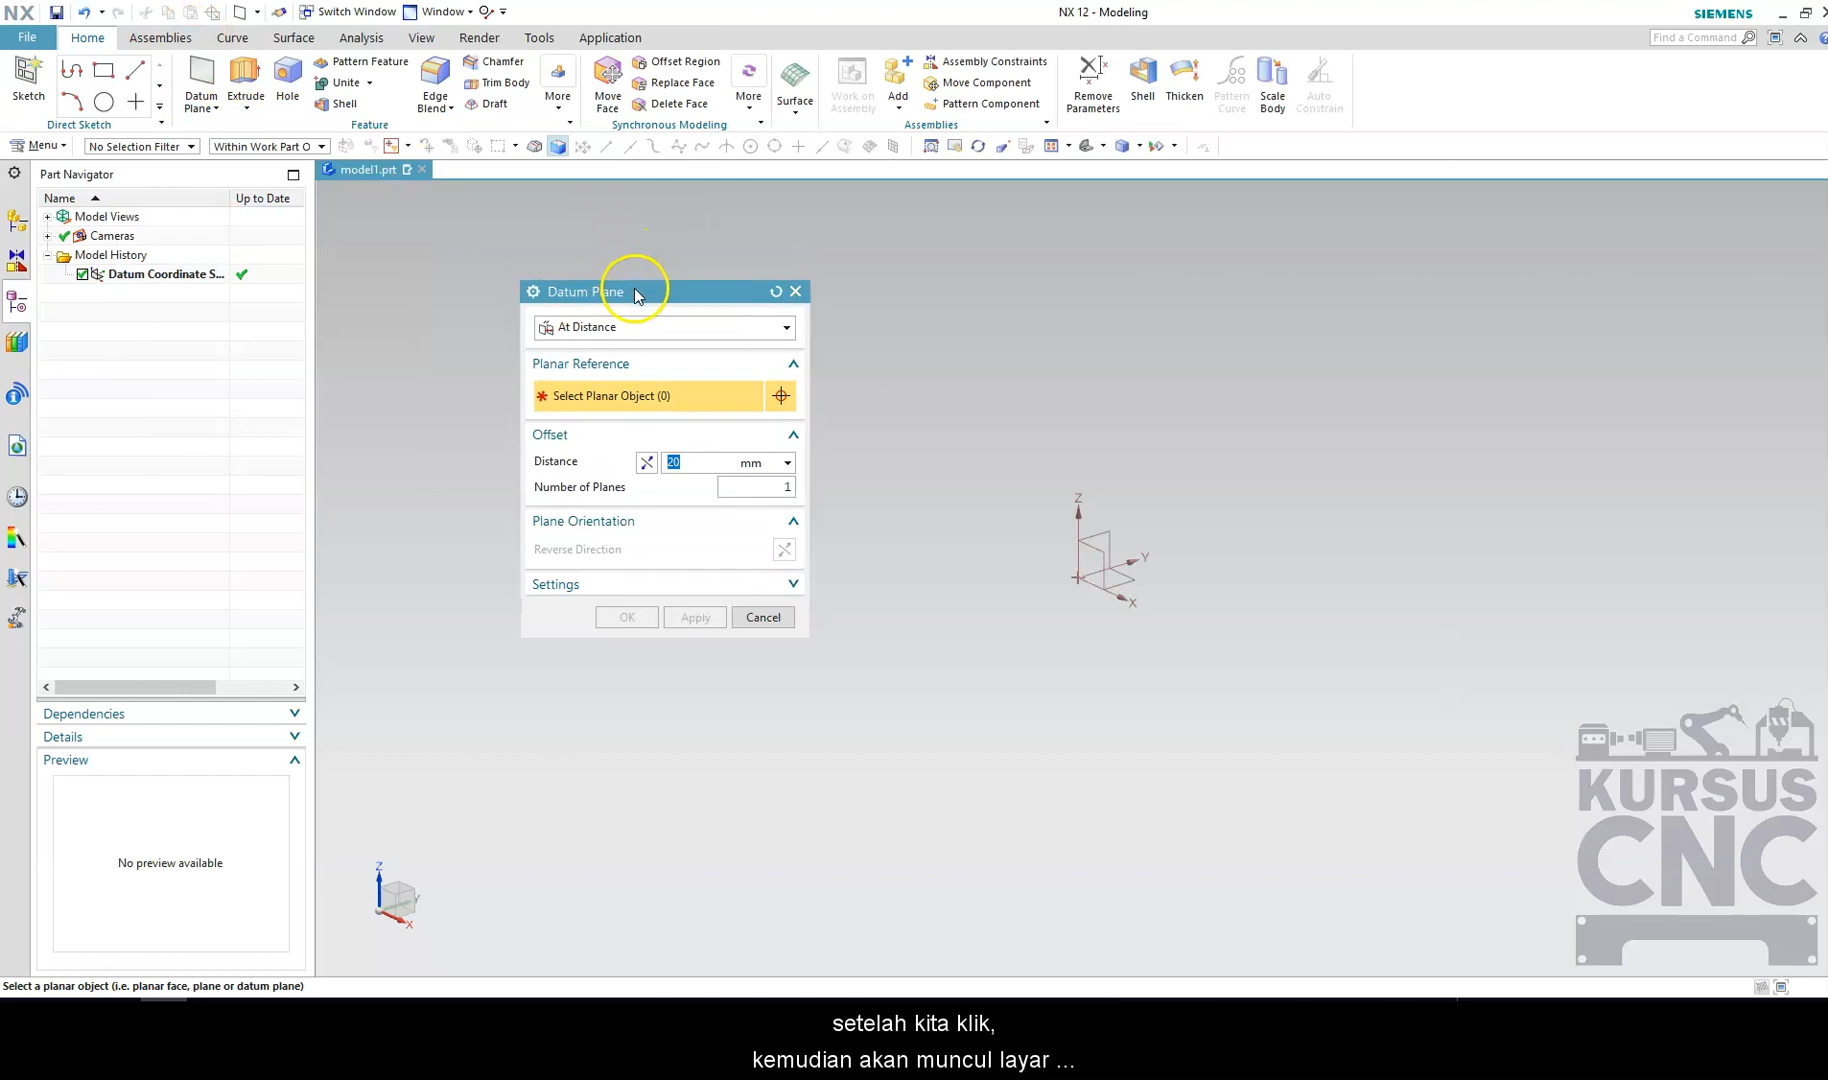 NX
Switch Window
Window
NX 12 - Modeling
SIEMENS
File
Home
Assemblies
Curve
Surface
Analysis
View
Render
Tools
Application
Find a Command
Sketch
Direct Sketch
Datum Plane
Extrude
Hole
Pattern Feature
Unite
Shell
Edge Blend
Chamfer
Trim Body
Draft
More
Feature
Move Face
Offset Region
Replace Face
Delete Face
More
Synchronous Modeling
Surface
Work on Assembly
Add
Assembly Constraints
Move Component
Pattern Component
Assemblies
Remove Parameters
Shell
Thicken
Pattern Curve
Scale Body
Auto Constrain
Menu
No Selection Filter
Within Work Part O
Part Navigator
model1.prt
Name
Up to Date
Model Views
Cameras
Model History
Datum Coordinate S...
Datum Plane
At Distance
Planar Reference
* Select Planar Object (0)
Offset
Distance
20
mm
Number of Planes
1
Plane Orientation
Reverse Direction
Settings
OK
Apply
Cancel
Z
Y
X
Dependencies
Details
Preview
No preview available
Z
Y
X
KURSUS
CNC
Select a planar object (i.e. planar face, plane or datum plane)
setelah kita klik,
kemudian akan muncul layar ...